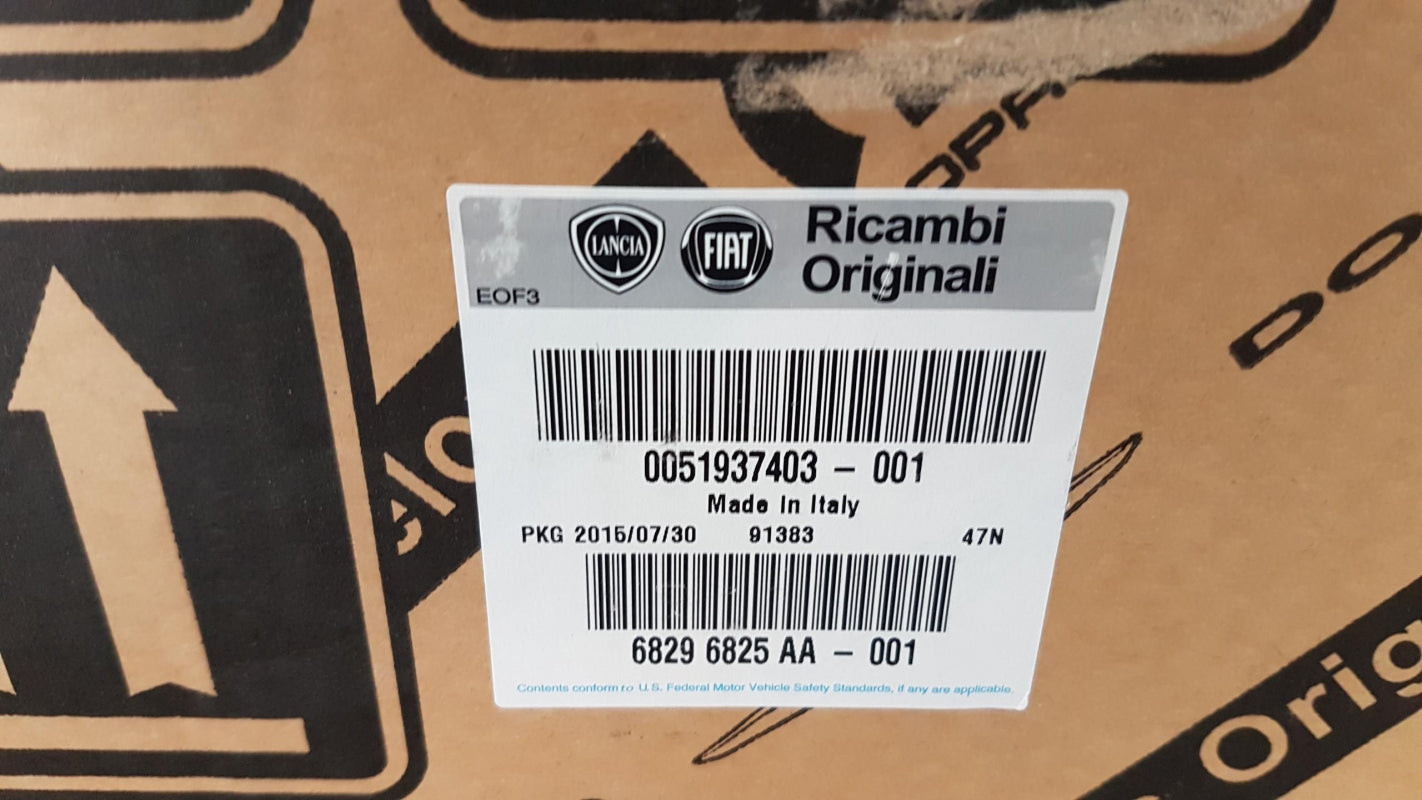 LANCIA
FIAT
Ricambi
Originali
EOF3
0051937403 – 001
Made in Italy
PKG 2015/07/30 91383 47N
6829 6825 AA – 001
Contents conform to U.S. Federal Motor Vehicle Safety Standards, if any are applicable.
Orig